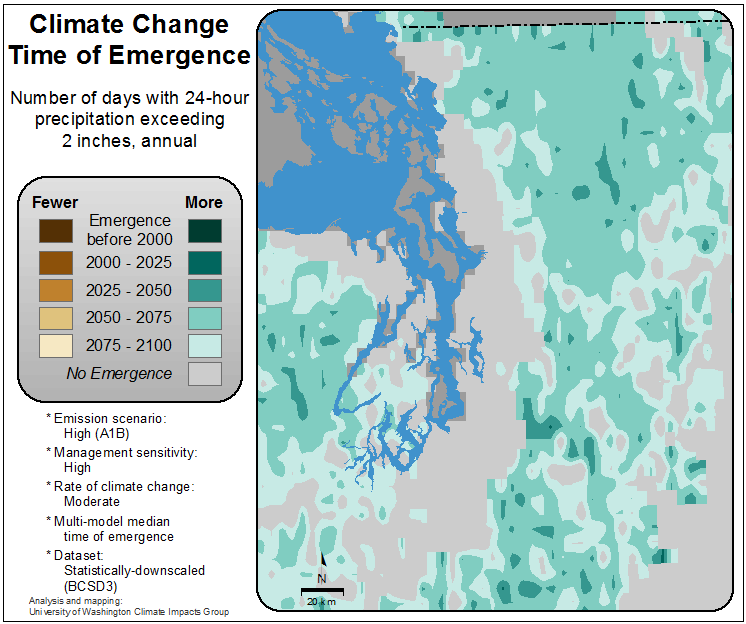 Climate Change
Time of Emergence
Number of days with 24-hour
precipitation exceeding
2 inches, annual
Fewer More
Emergence
before 2000
2000 - 2025
2025 - 2050
2050 - 2075
2075 - 2100
No Emergence
* Emission scenario:
High (A1B)
* Management sensitivity:
High
* Rate of climate change:
Moderate
* Multi-model median
time of emergence
* Dataset:
Statistically-downscaled
(BCSD3)
Analysis and mapping:
University of Washington Climate Impacts Group
N
20 km